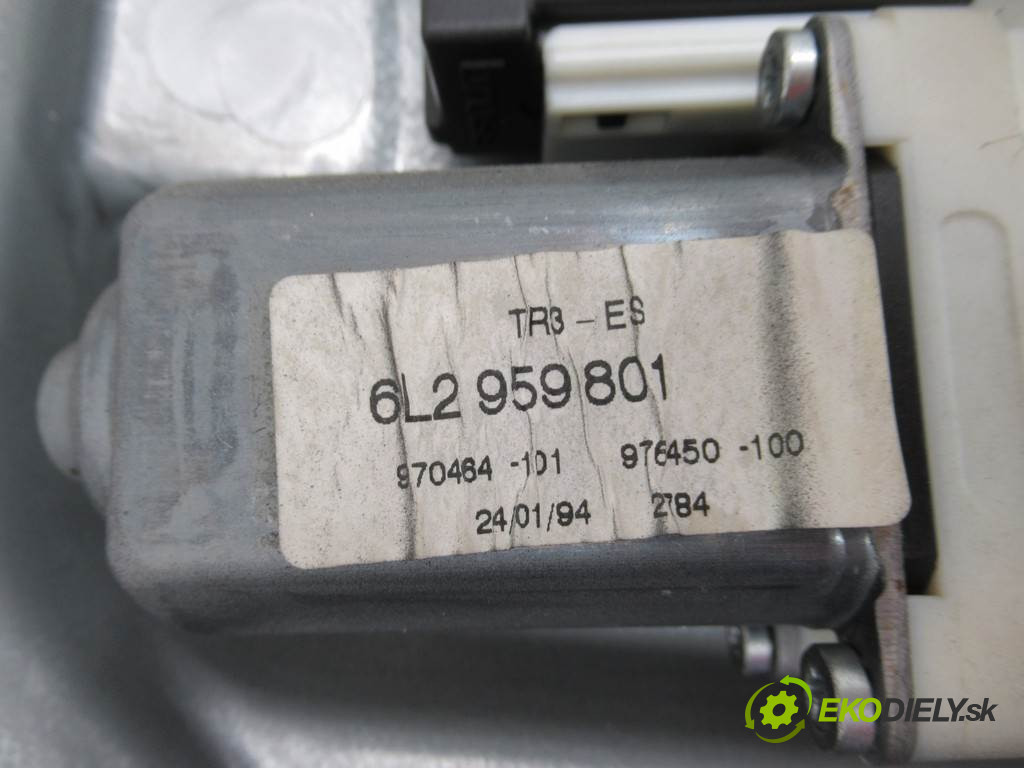 TR3 - ES
6L2 959 801
970464 -101 976450 -100
24/01/94 2784
EKODIELY.sk